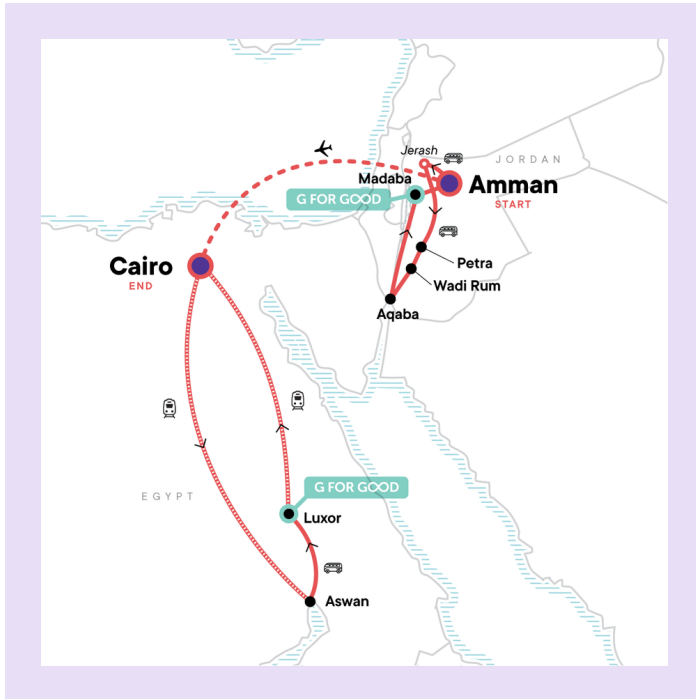 Jerash
JORDAN
Madaba
Amman
START
G FOR GOOD
Cairo
END
Petra
Wadi Rum
Aqaba
EGYPT
G FOR GOOD
Luxor
Aswan